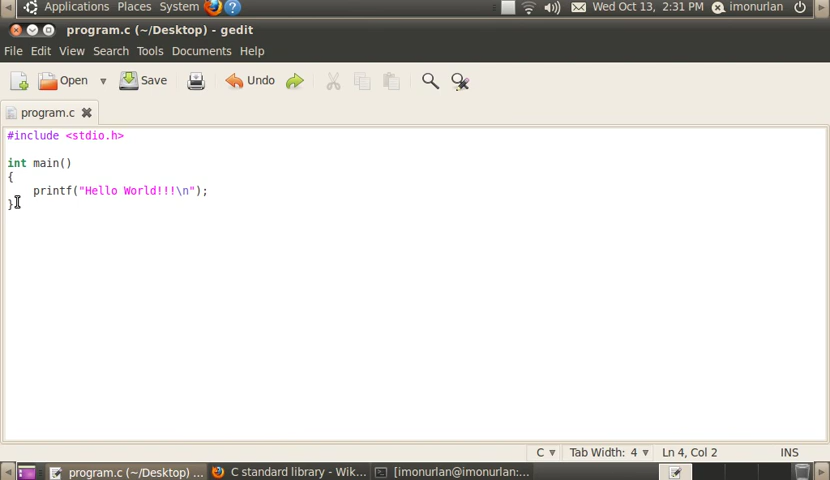 Applications Places System Wed Oct 13, 2:31 PM imonurlan
program.c (~/Desktop) - gedit
File Edit View Search Tools Documents Help
Open Save Undo
program.c
#include <stdio.h>
int main()
{
    printf("Hello World!!!\n");
}
C Tab Width: 4 Ln 4, Col 2 INS
program.c (~/Desktop) ... C standard library - Wik... [imonurlan@imonurlan:...